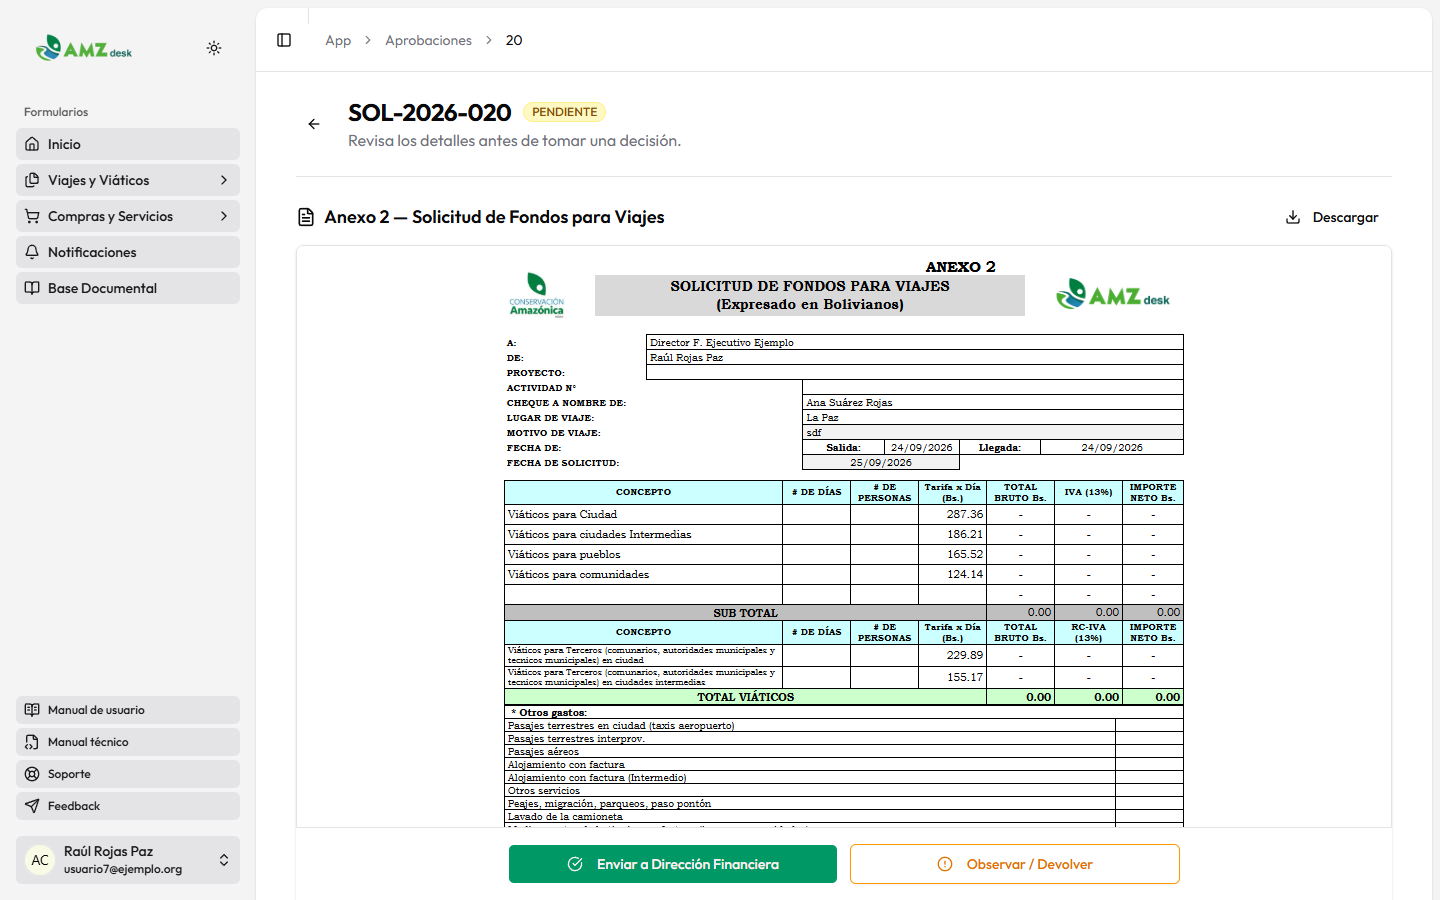 AMZ desk
App > Aprobaciones > 20
Formularios
Inicio
Viajes y Viáticos
Compras y Servicios
Notificaciones
Base Documental
Manual de usuario
Manual técnico
Soporte
Feedback
AC
Raúl Rojas Paz
usuario7@ejemplo.org
SOL-2026-020 PENDIENTE
Revisa los detalles antes de tomar una decisión.
Anexo 2 — Solicitud de Fondos para Viajes
Descargar
ANEXO 2
CONSERVACIÓN
Amazónica
SOLICITUD DE FONDOS PARA VIAJES
(Expresado en Bolivianos)
AMZ desk
A: Director F. Ejecutivo Ejemplo
DE: Raúl Rojas Paz
PROYECTO:
ACTIVIDAD N°
CHEQUE A NOMBRE DE: Ana Suárez Rojas
LUGAR DE VIAJE: La Paz
MOTIVO DE VIAJE: sdf
FECHA DE: Salida: 24/09/2026 Llegada: 24/09/2026
FECHA DE SOLICITUD: 25/09/2026
CONCEPTO # DE DÍAS # DE PERSONAS Tarifa x Día (Bs.) TOTAL BRUTO Bs. IVA (13%) IMPORTE NETO Bs.
Viáticos para Ciudad 287.36 - - -
Viáticos para ciudades Intermedias 186.21 - - -
Viáticos para pueblos 165.52 - - -
Viáticos para comunidades 124.14 - - -
- - -
SUB TOTAL 0.00 0.00 0.00
CONCEPTO # DE DÍAS # DE PERSONAS Tarifa x Día (Bs.) TOTAL BRUTO Bs. RC-IVA (13%) IMPORTE NETO Bs.
Viáticos para Terceros (comunarios, autoridades municipales y
tecnicos municipales) en ciudad 229.89 - - -
Viáticos para Terceros (comunarios, autoridades municipales y
tecnicos municipales) en ciudades intermedias 155.17 - - -
TOTAL VIÁTICOS 0.00 0.00 0.00
* Otros gastos:
Pasajes terrestres en ciudad (taxis aeropuerto)
Pasajes terrestres interprov.
Pasajes aéreos
Alojamiento con factura
Alojamiento con factura (Intermedio)
Otros servicios
Peajes, migración, parqueos, paso pontón
Lavado de la camioneta
Enviar a Dirección Financiera
Observar / Devolver